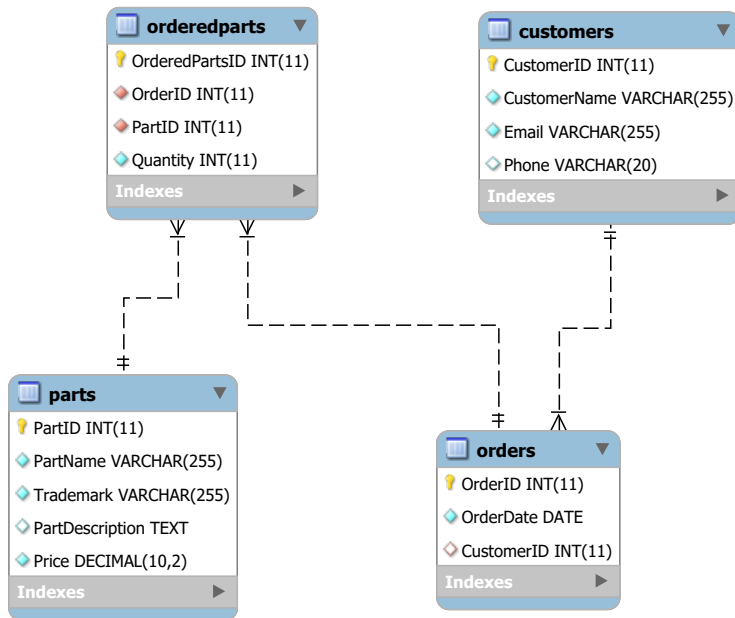 orderedparts
OrderedPartsID INT(11)
OrderID INT(11)
PartID INT(11)
Quantity INT(11)
Indexes
customers
CustomerID INT(11)
CustomerName VARCHAR(255)
Email VARCHAR(255)
Phone VARCHAR(20)
Indexes
parts
PartID INT(11)
PartName VARCHAR(255)
Trademark VARCHAR(255)
PartDescription TEXT
Price DECIMAL(10,2)
Indexes
orders
OrderID INT(11)
OrderDate DATE
CustomerID INT(11)
Indexes